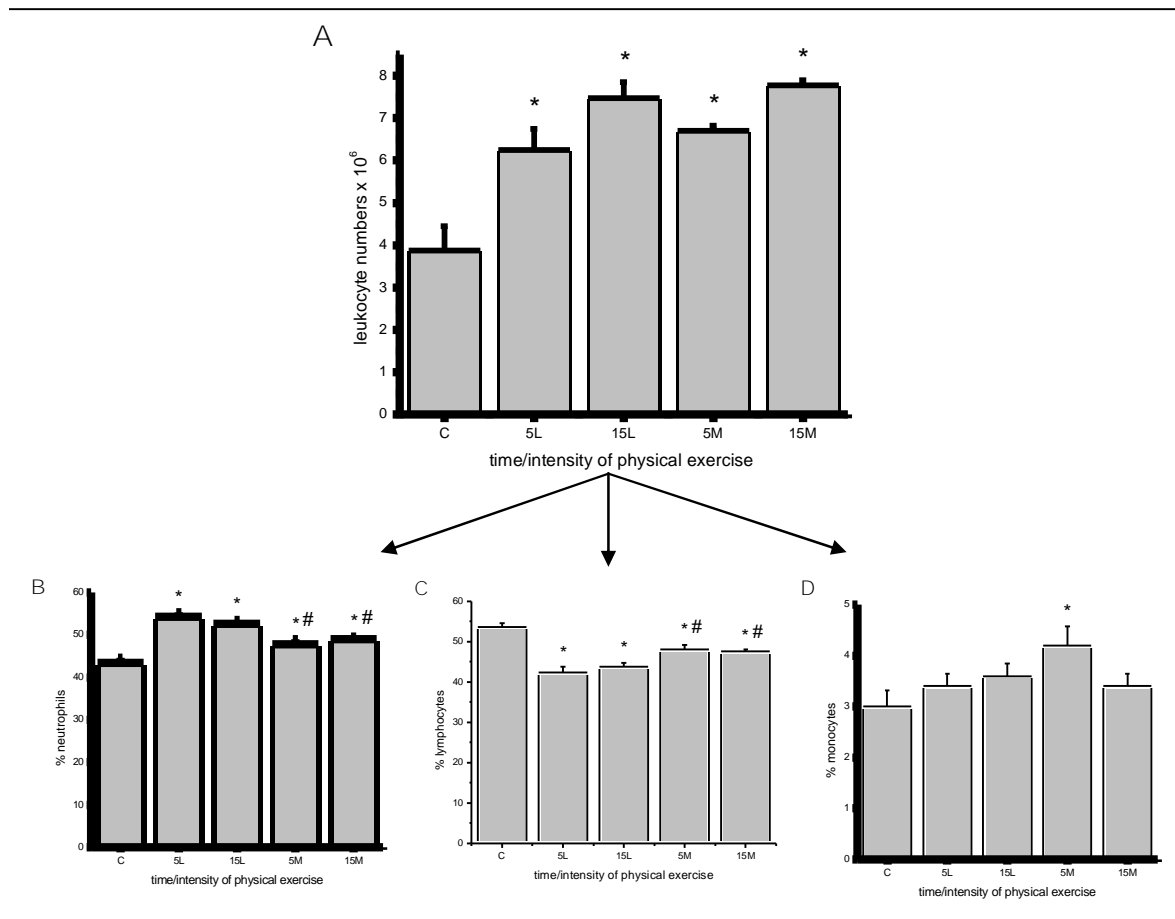 A
leukocyte numbers x 10⁶
8
7
6
5
4
3
2
1
0
* * * *
C 5L 15L 5M 15M
time/intensity of physical exercise
B
% neutrophils
60
50
40
30
20
10
0
* * *# *#
C 5L 15L 5M 15M
time/intensity of physical exercise
C
% lymphocytes
60
50
40
30
20
10
0
* * *# *#
C 5L 15L 5M 15M
time/intensity of physical exercise
D
% monocytes
5
4
3
2
1
0
*
C 5L 15L 5M 15M
time/intensity of physical exercise